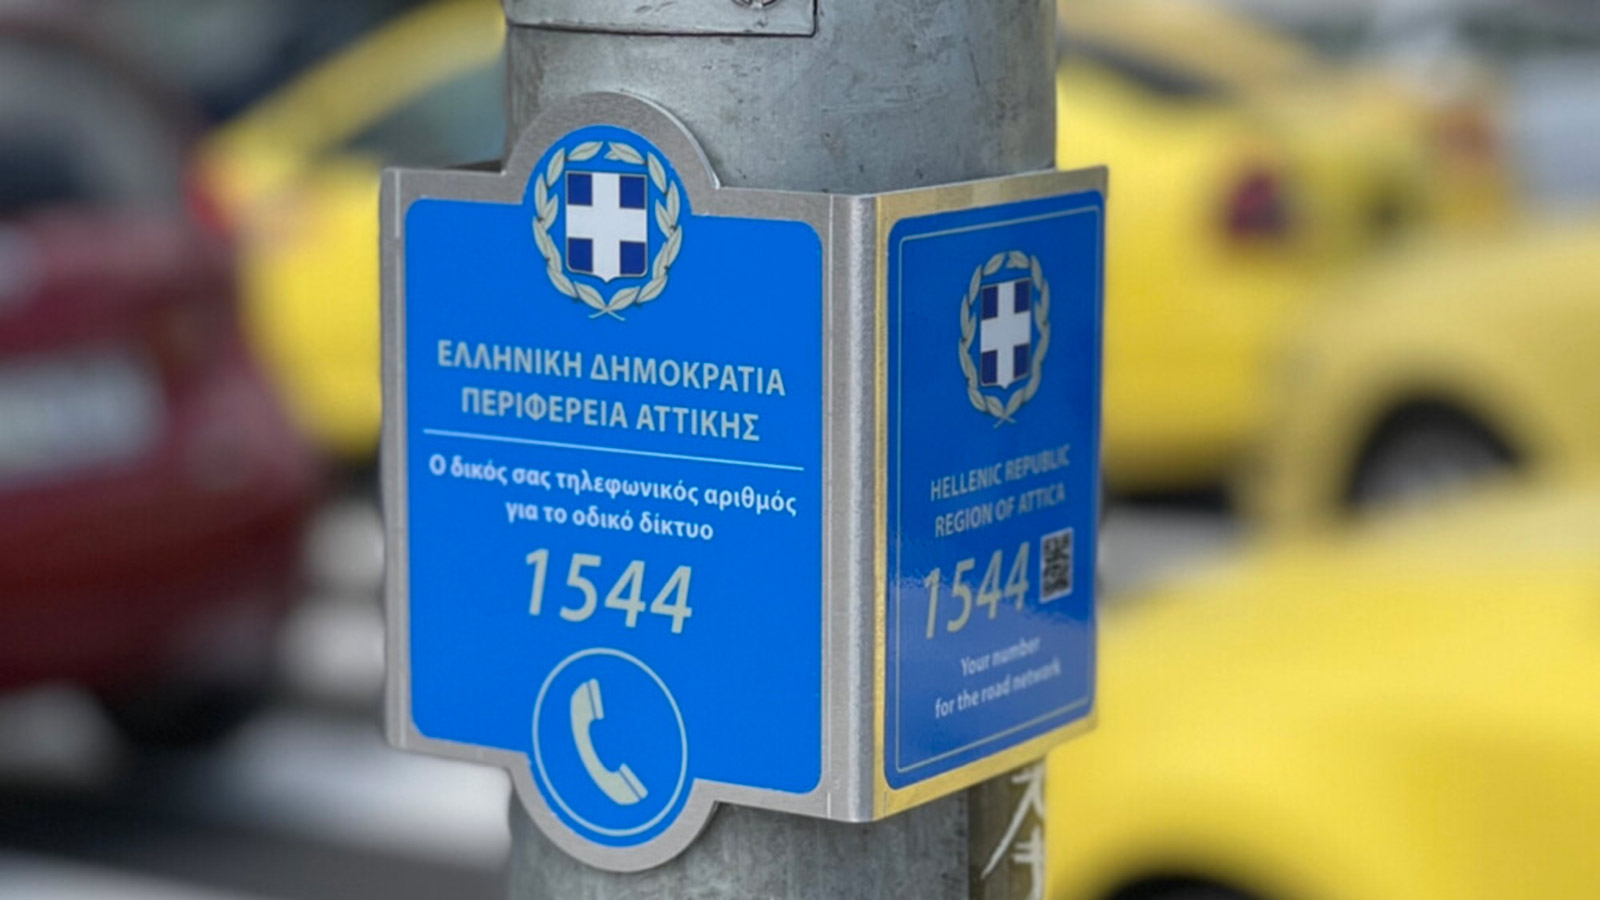 ΕΛΛΗΝΙΚΗ ΔΗΜΟΚΡΑΤΙΑ
ΠΕΡΙΦΕΡΕΙΑ ΑΤΤΙΚΗΣ
Ο δικός σας τηλεφωνικός αριθμός
για το οδικό δίκτυο
1544
HELLENIC REPUBLIC
REGION OF ATTICA
1544
Your number
for the road network